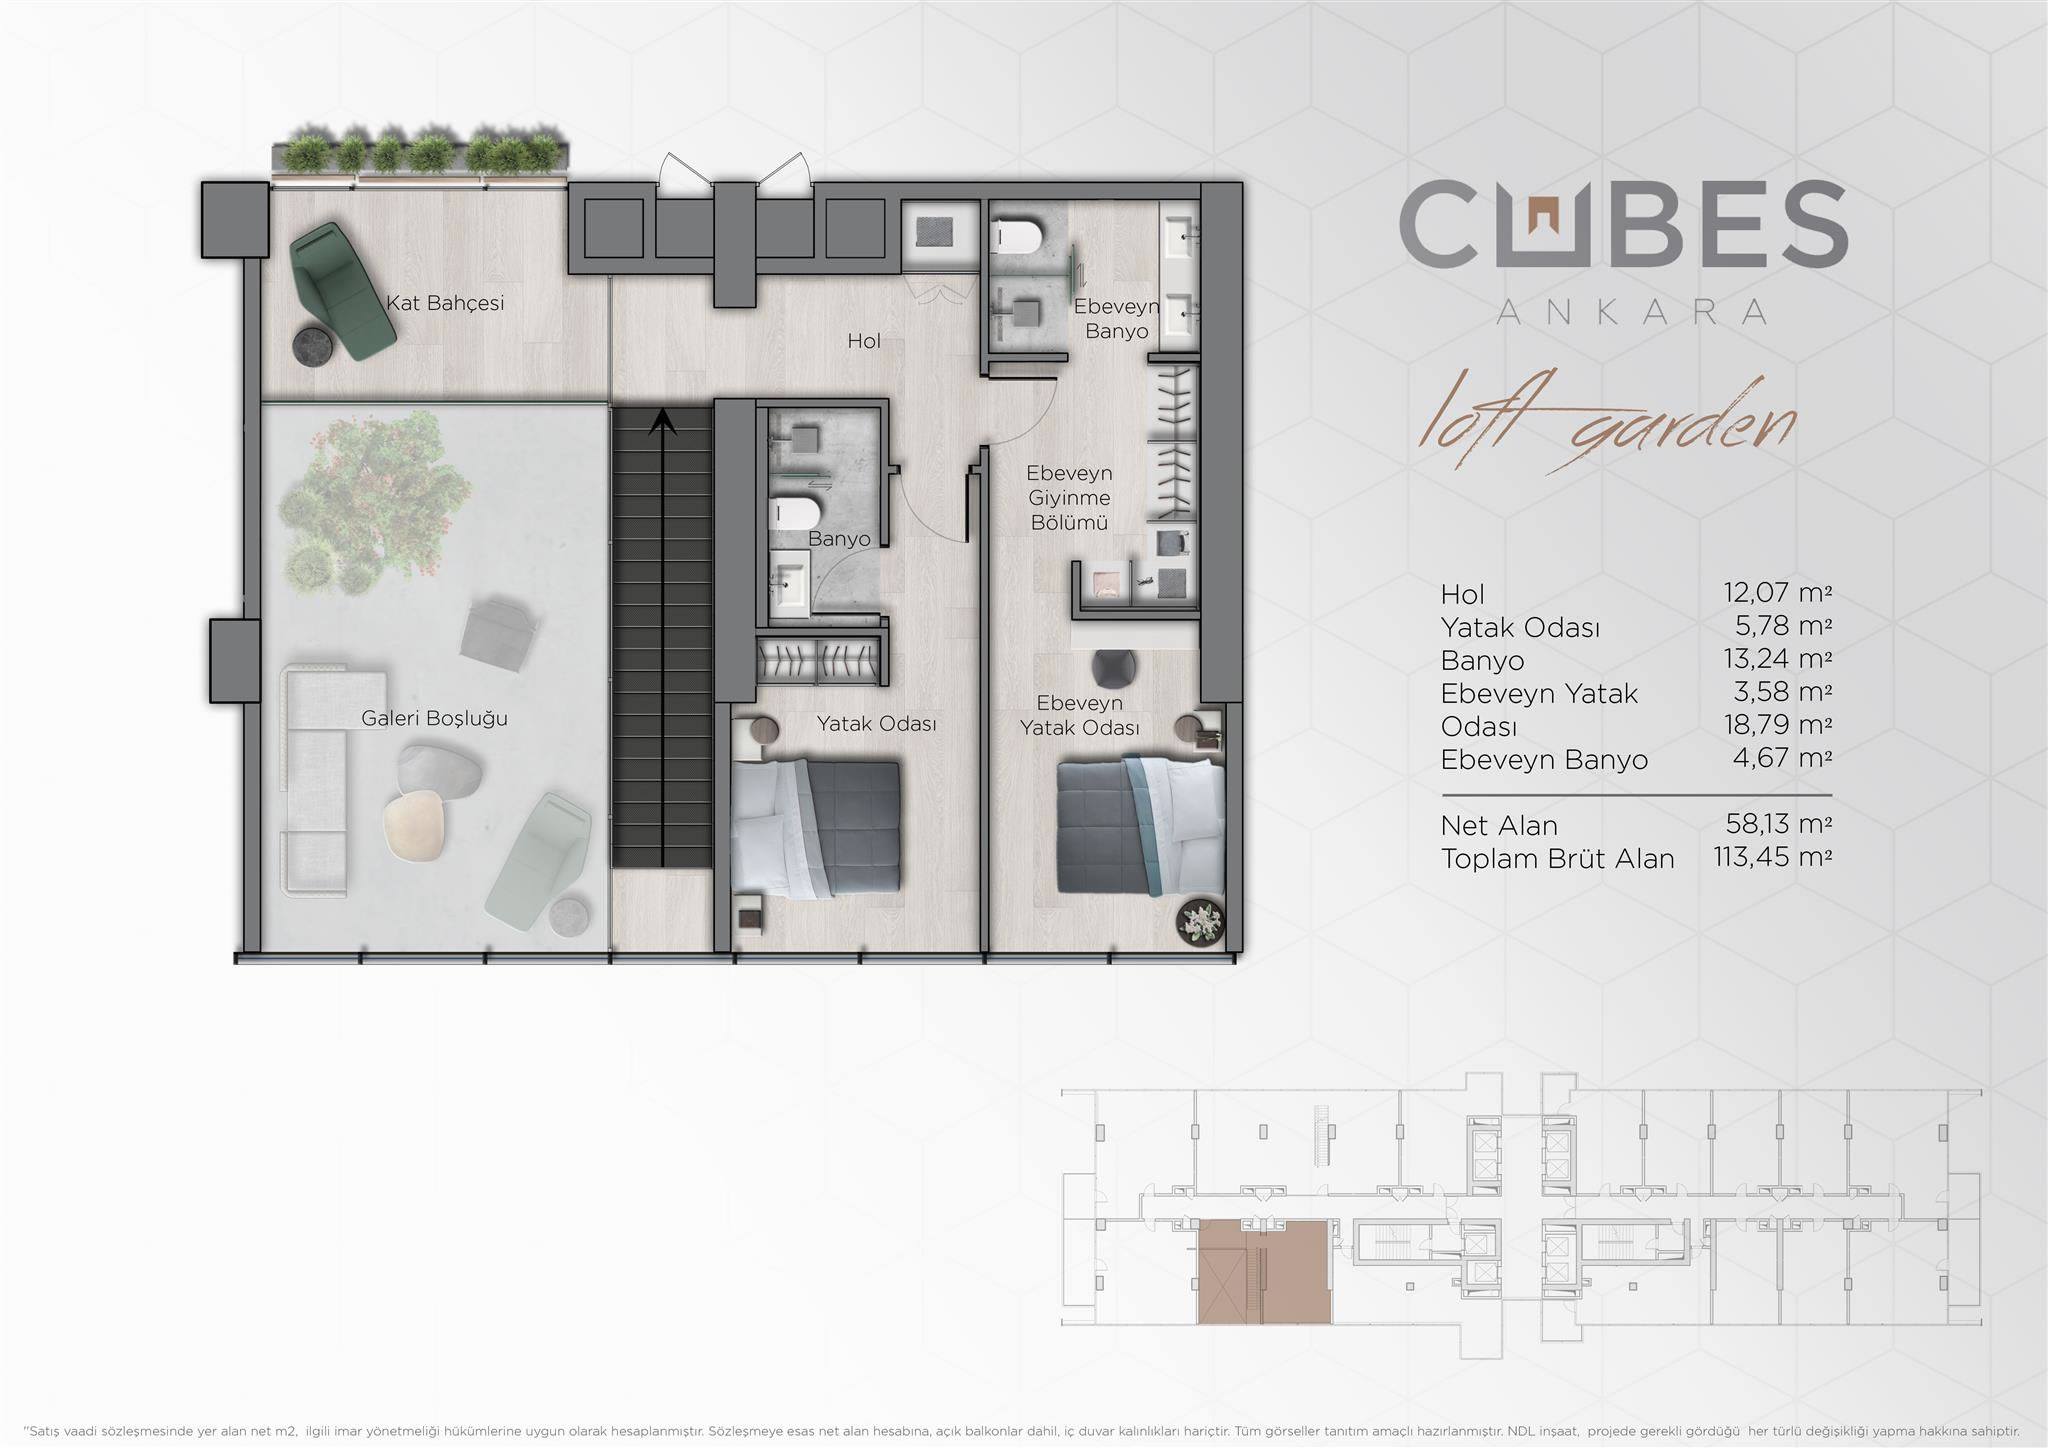 CUBES
ANKARA
loft garden
Kat Bahçesi
Hol
Ebeveyn
Banyo
Ebeveyn
Giyinme
Bölümü
Banyo
Galeri Boşluğu
Yatak Odası
Ebeveyn
Yatak Odası
Hol 12,07 m²
Yatak Odası 5,78 m²
Banyo 13,24 m²
Ebeveyn Yatak 3,58 m²
Odası 18,79 m²
Ebeveyn Banyo 4,67 m²
Net Alan 58,13 m²
Toplam Brüt Alan 113,45 m²
"Satış vaadi sözleşmesinde yer alan net m2, ilgili imar yönetmeliği hükümlerine uygun olarak hesaplanmıştır. Sözleşmeye esas net alan hesabına, açık balkonlar dahil, iç duvar kalınlıkları hariçtir. Tüm görseller tanıtım amaçlı hazırlanmıştır. NDL inşaat, projede gerekli gördüğü her türlü değişikliği yapma hakkına sahiptir.